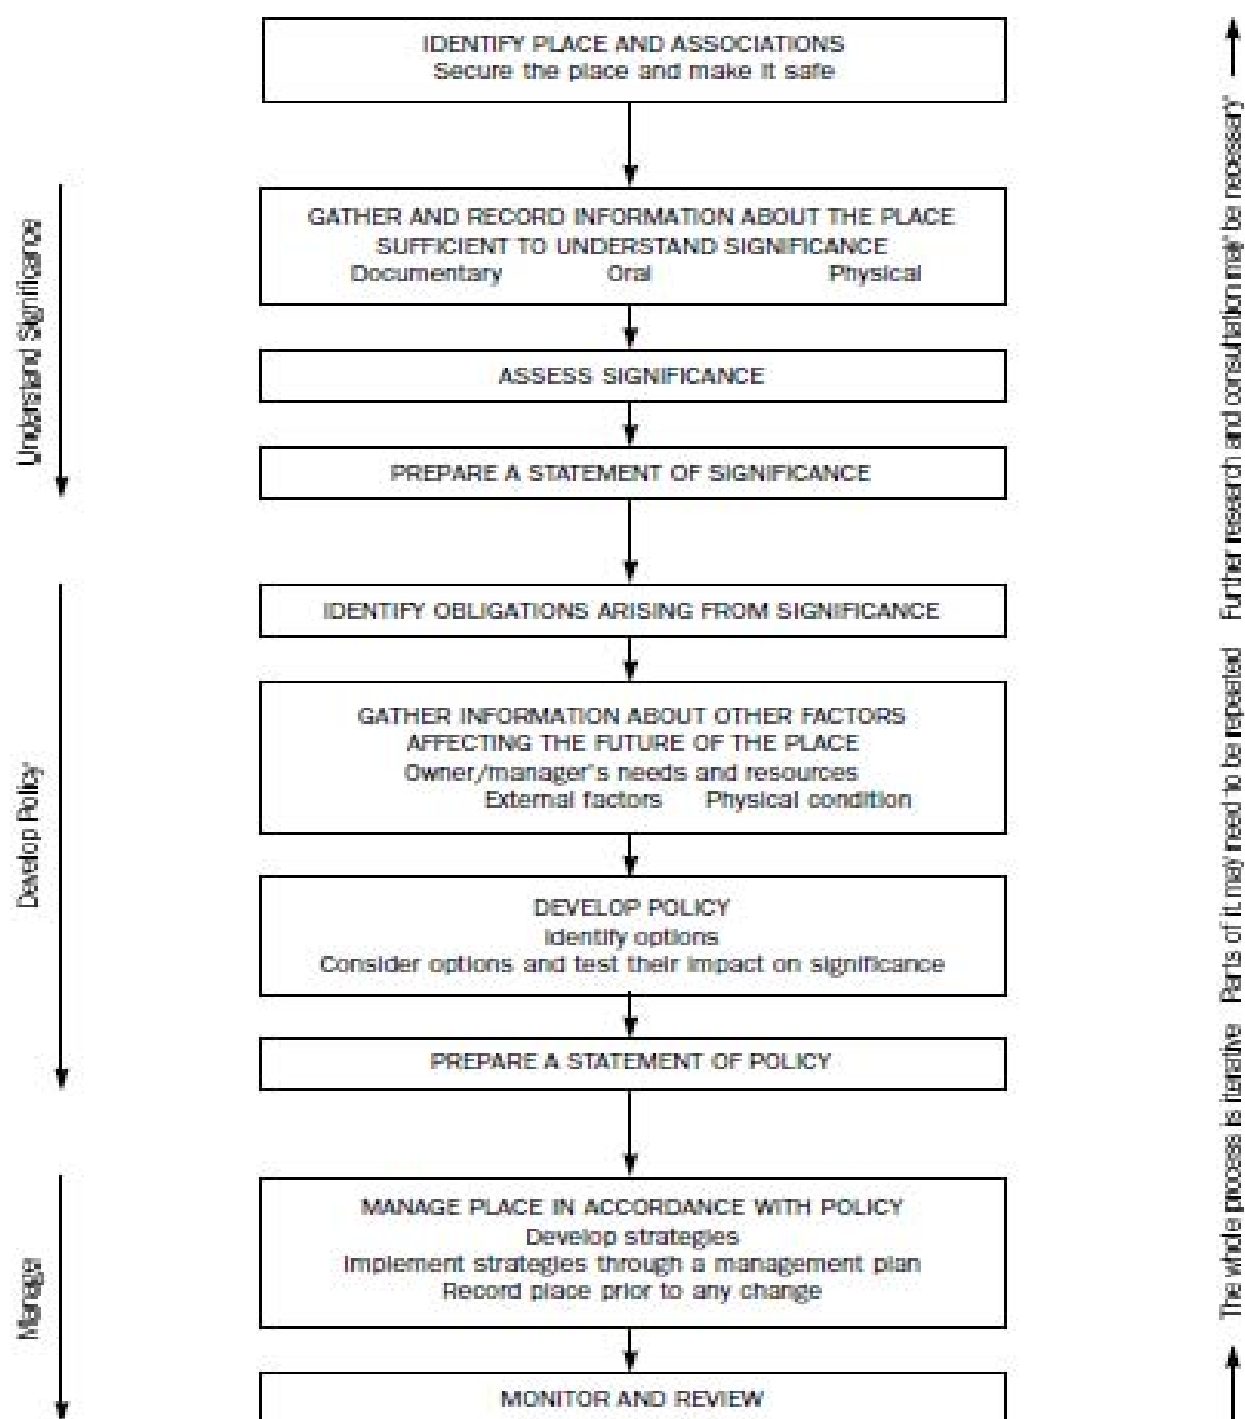 IDENTIFY PLACE AND ASSOCIATIONS
Secure the place and make it safe
GATHER AND RECORD INFORMATION ABOUT THE PLACE
SUFFICIENT TO UNDERSTAND SIGNIFICANCE
Documentary Oral Physical
ASSESS SIGNIFICANCE
PREPARE A STATEMENT OF SIGNIFICANCE
Understand Significance
IDENTIFY OBLIGATIONS ARISING FROM SIGNIFICANCE
GATHER INFORMATION ABOUT OTHER FACTORS
AFFECTING THE FUTURE OF THE PLACE
Owner/manager's needs and resources
External factors Physical condition
DEVELOP POLICY
Identify options
Consider options and test their impact on significance
PREPARE A STATEMENT OF POLICY
Develop Policy
MANAGE PLACE IN ACCORDANCE WITH POLICY
Develop strategies
Implement strategies through a management plan
Record place prior to any change
MONITOR AND REVIEW
Manage
The whole process is iterative Parts of it may need to be repeated Further research and consultation may be necessary